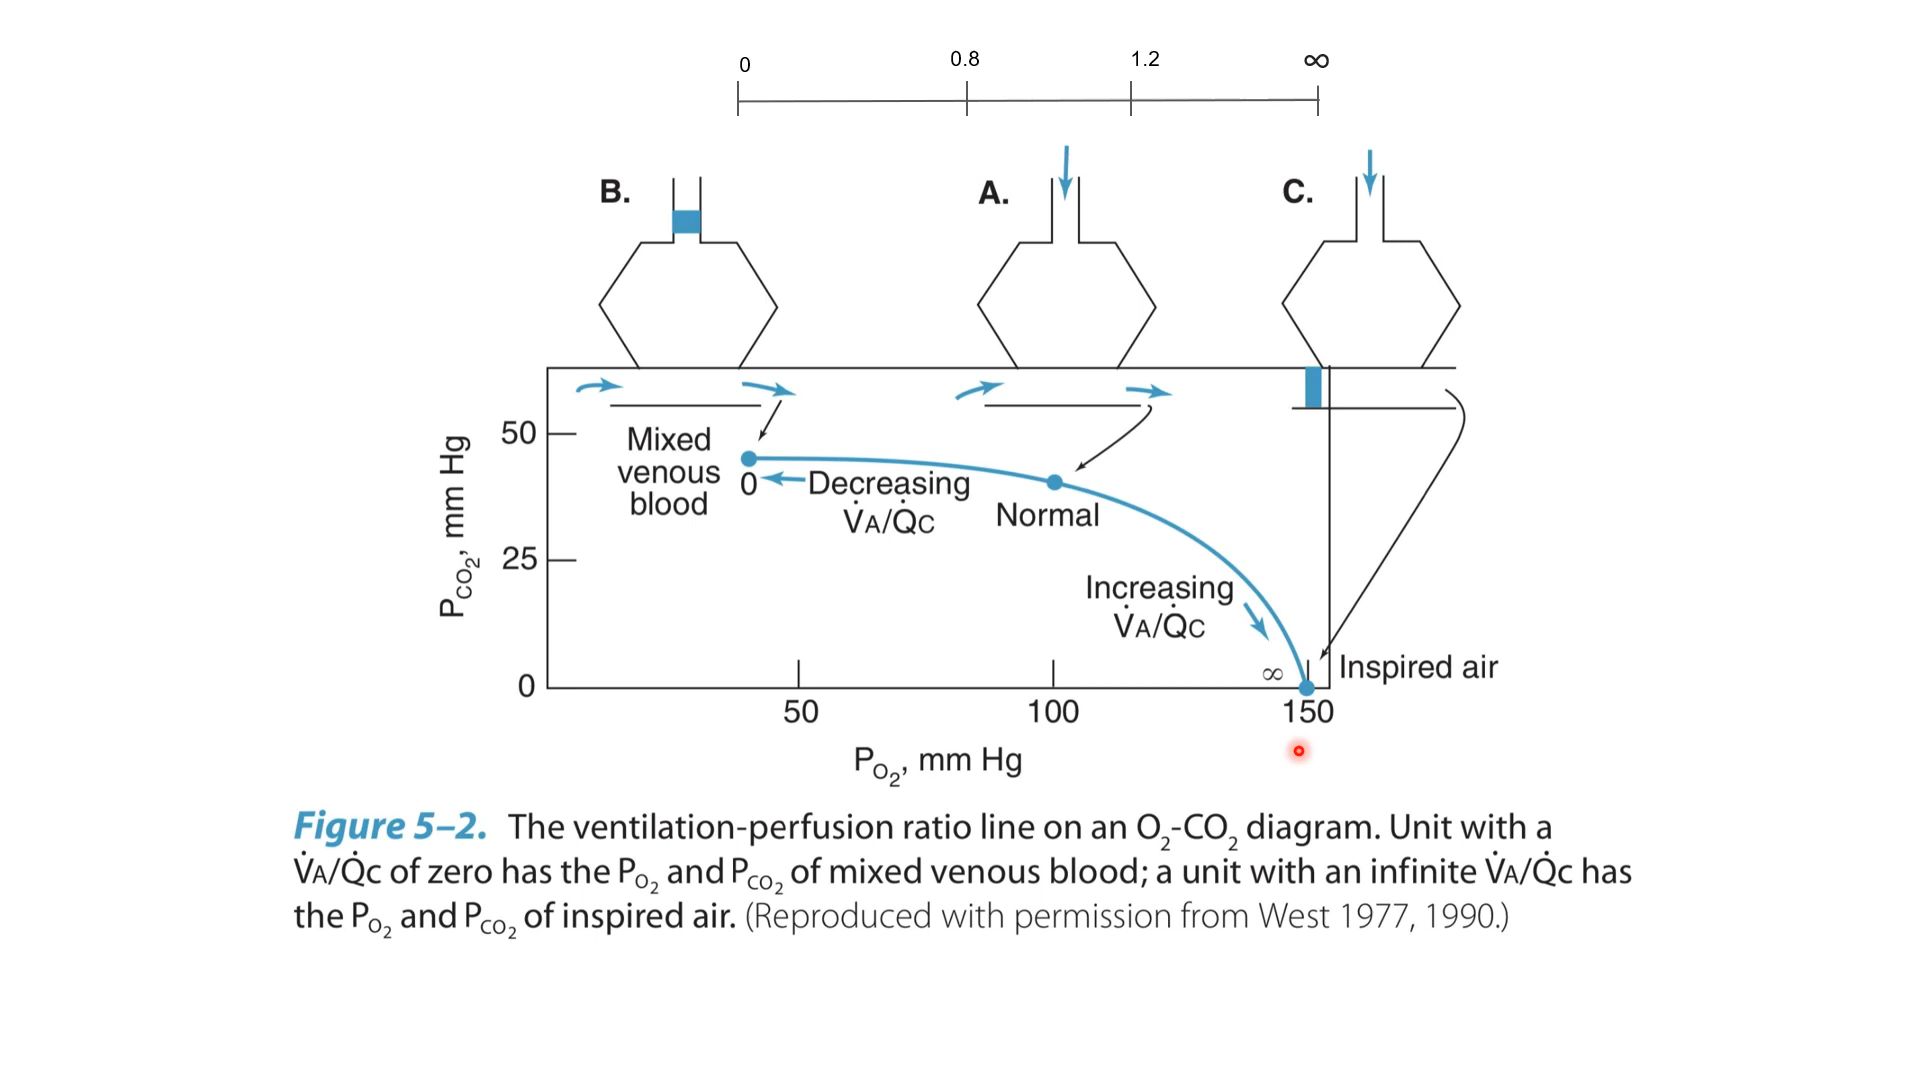 0 0.8 1.2 ∞
B. A. C.
50
25
0
PCO₂, mm Hg
Mixed
venous
blood
0
Decreasing
V̇A/Q̇C
Normal
Increasing
V̇A/Q̇C
∞
Inspired air
50 100 150
PO₂, mm Hg
Figure 5–2. The ventilation-perfusion ratio line on an O₂-CO₂ diagram. Unit with a
V̇A/Q̇C of zero has the PO₂ and PCO₂ of mixed venous blood; a unit with an infinite V̇A/Q̇C has
the PO₂ and PCO₂ of inspired air. (Reproduced with permission from West 1977, 1990.)